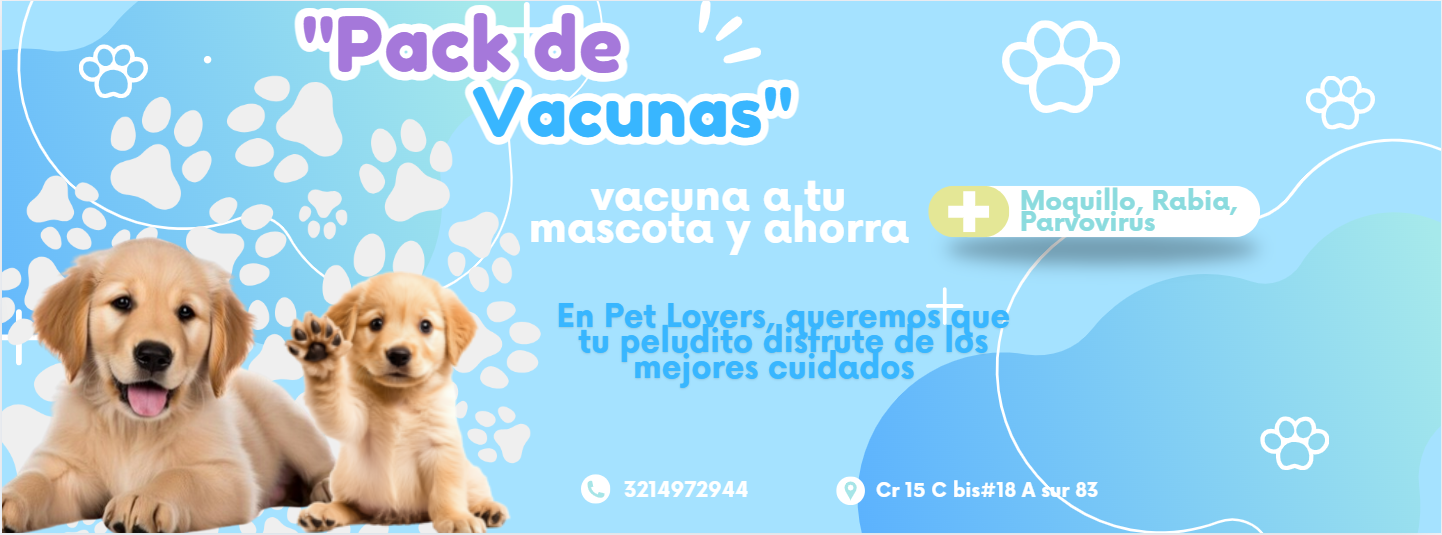 "Pack de
Vacunas"
vacuna a tu
mascota y ahorra
Moquillo, Rabia,
Parvovirus
En Pet Lovers, queremos que
tu peludito disfrute de los
mejores cuidados
3214972944
Cr 15 C bis#18 A sur 83